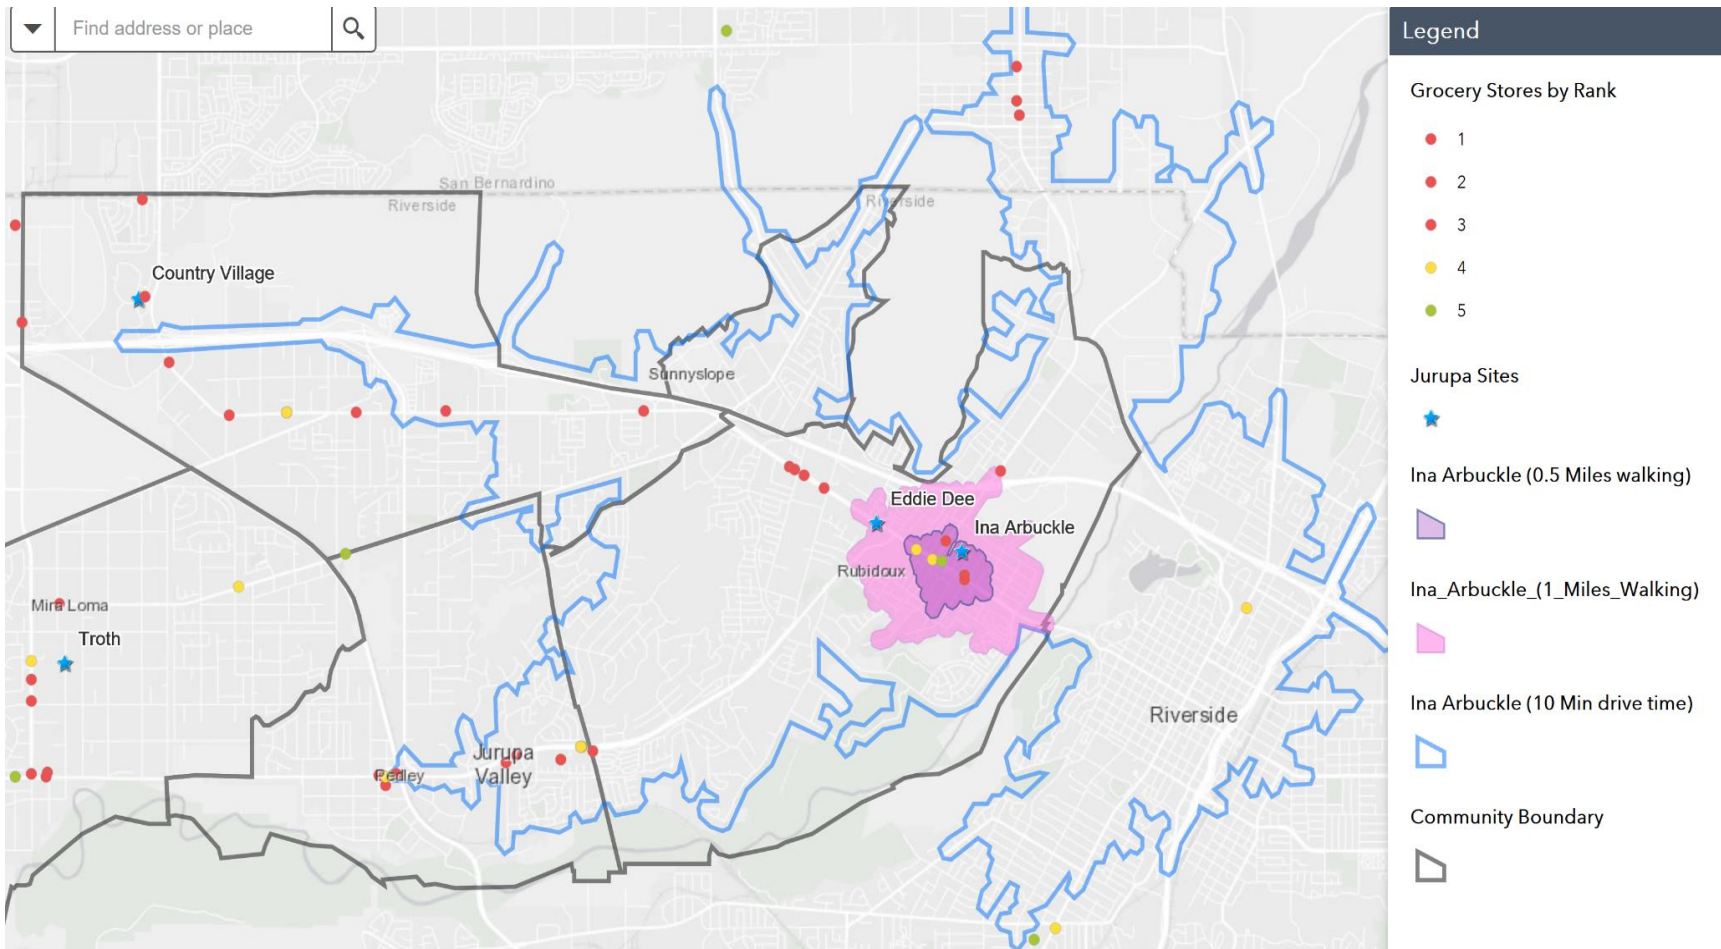 Find address or place
San Bernardino
Riverside
Riverside
Country Village
Sunnyslope
Eddie Dee
Ina Arbuckle
Rubidoux
Mira Loma
Troth
Riverside
Jurupa
Valley
Pedley
Legend
Grocery Stores by Rank
1
2
3
4
5
Jurupa Sites
Ina Arbuckle (0.5 Miles walking)
Ina_Arbuckle_(1_Miles_Walking)
Ina Arbuckle (10 Min drive time)
Community Boundary